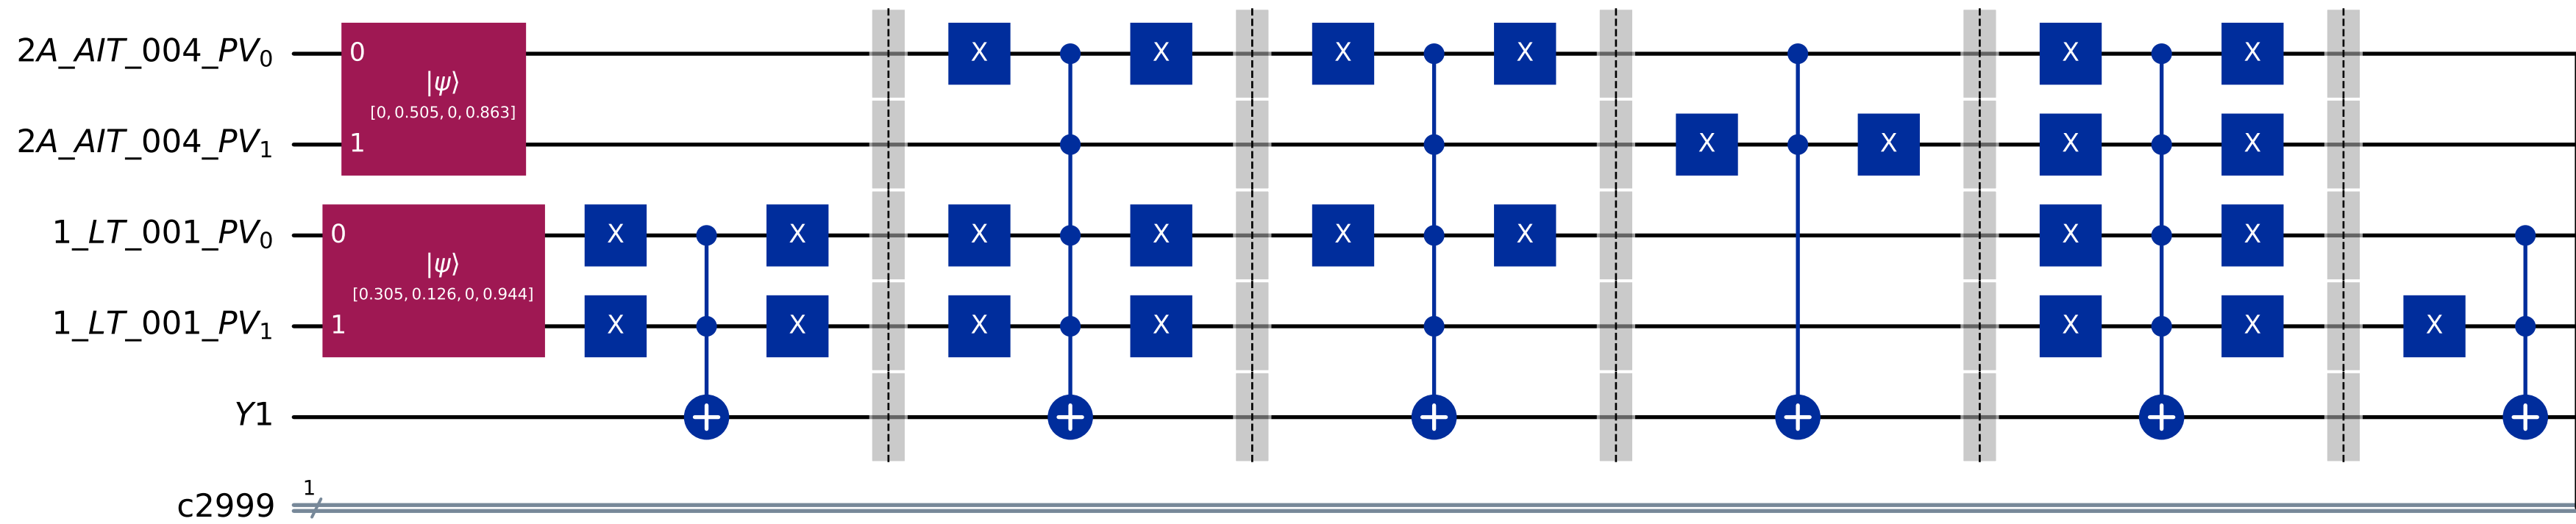 2A_AIT_004_PV₀ 0 X X X X X X
|ψ⟩
[0, 0.505, 0, 0.863]
2A_AIT_004_PV₁ 1 X X X X
1_LT_001_PV₀ 0 X X X X X X X X
|ψ⟩
[0.305, 0.126, 0, 0.944]
1_LT_001_PV₁ 1 X X X X X X X
Y1
c2999 1